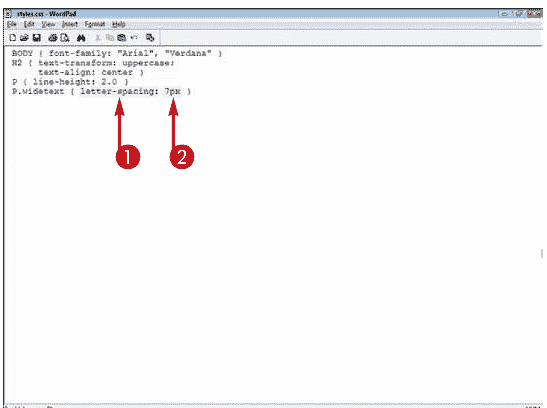 styles.css - WordPad
File Edit View Insert Format Help
BODY { font-family: "Arial", "Verdana" }
H2 { text-transform: uppercase;
text-align: center }
P { line-height: 2.0 }
P.widetext { letter-spacing: 7px }
1 2